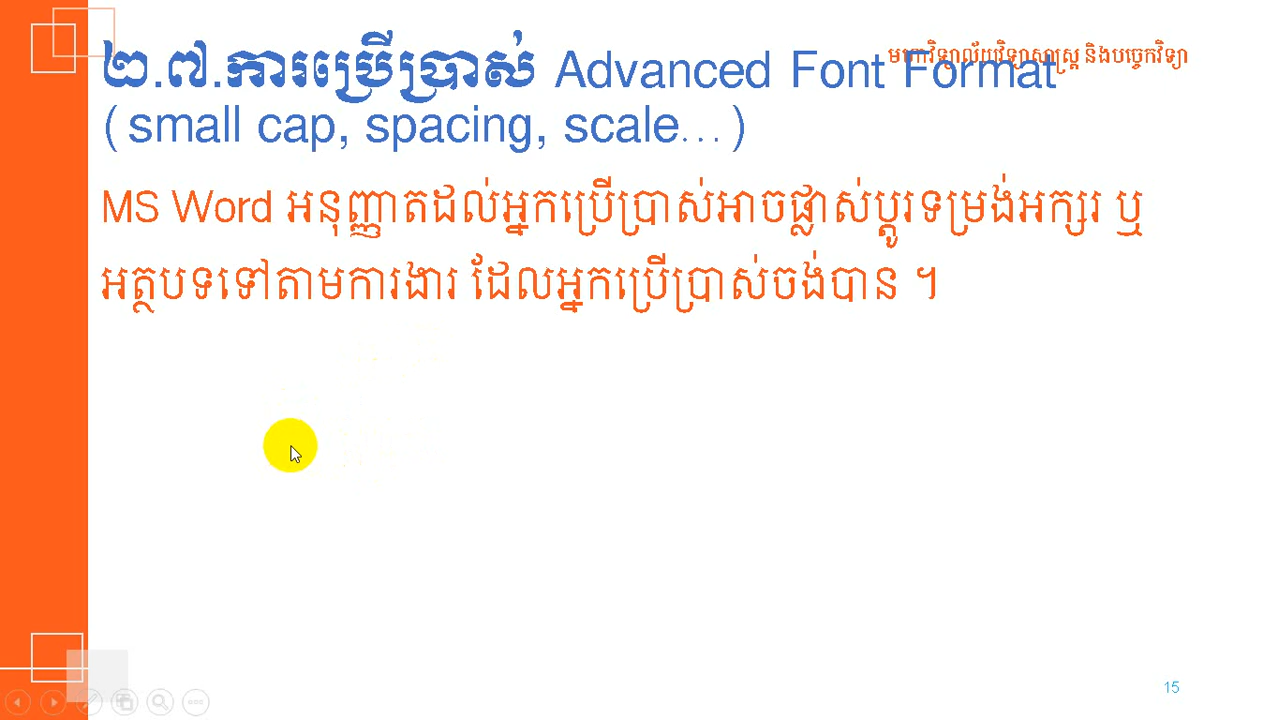 មហាវិទ្យាល័យវិទ្យាសាស្ត្រ និងបច្ចេកវិទ្យា
២.៧.ការប្រើប្រាស់ Advanced Font Format
(small cap, spacing, scale…)
MS Word អនុញ្ញាតដល់អ្នកប្រើប្រាស់អាចផ្លាស់ប្តូរទម្រង់អក្សរ ឬ
អត្ថបទទៅតាមការងារ ដែលអ្នកប្រើប្រាស់ចង់បាន ។
15